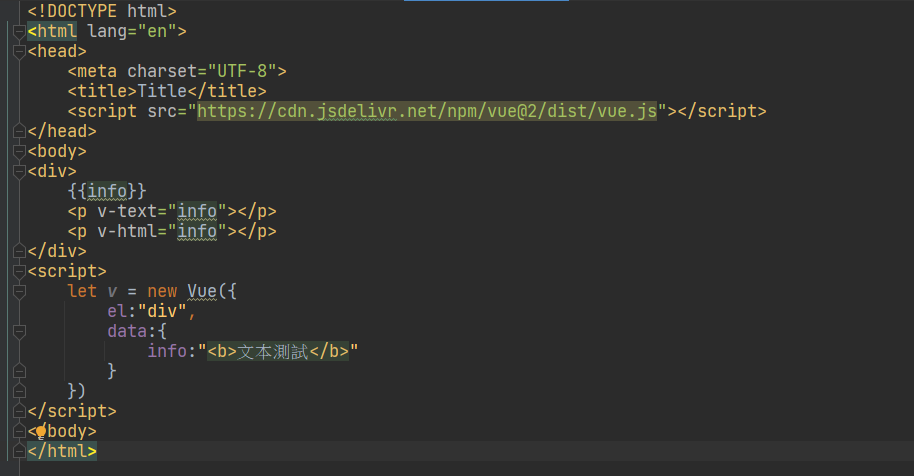 <!DOCTYPE html>
<html lang="en">
<head>
    <meta charset="UTF-8">
    <title>Title</title>
    <script src="https://cdn.jsdelivr.net/npm/vue@2/dist/vue.js"></script>
</head>
<body>
<div>
    {{info}}
    <p v-text="info"></p>
    <p v-html="info"></p>
</div>
<script>
    let v = new Vue({
        el:"div",
        data:{
            info:"<b>文本測試</b>"
        }
    })
</script>
</body>
</html>